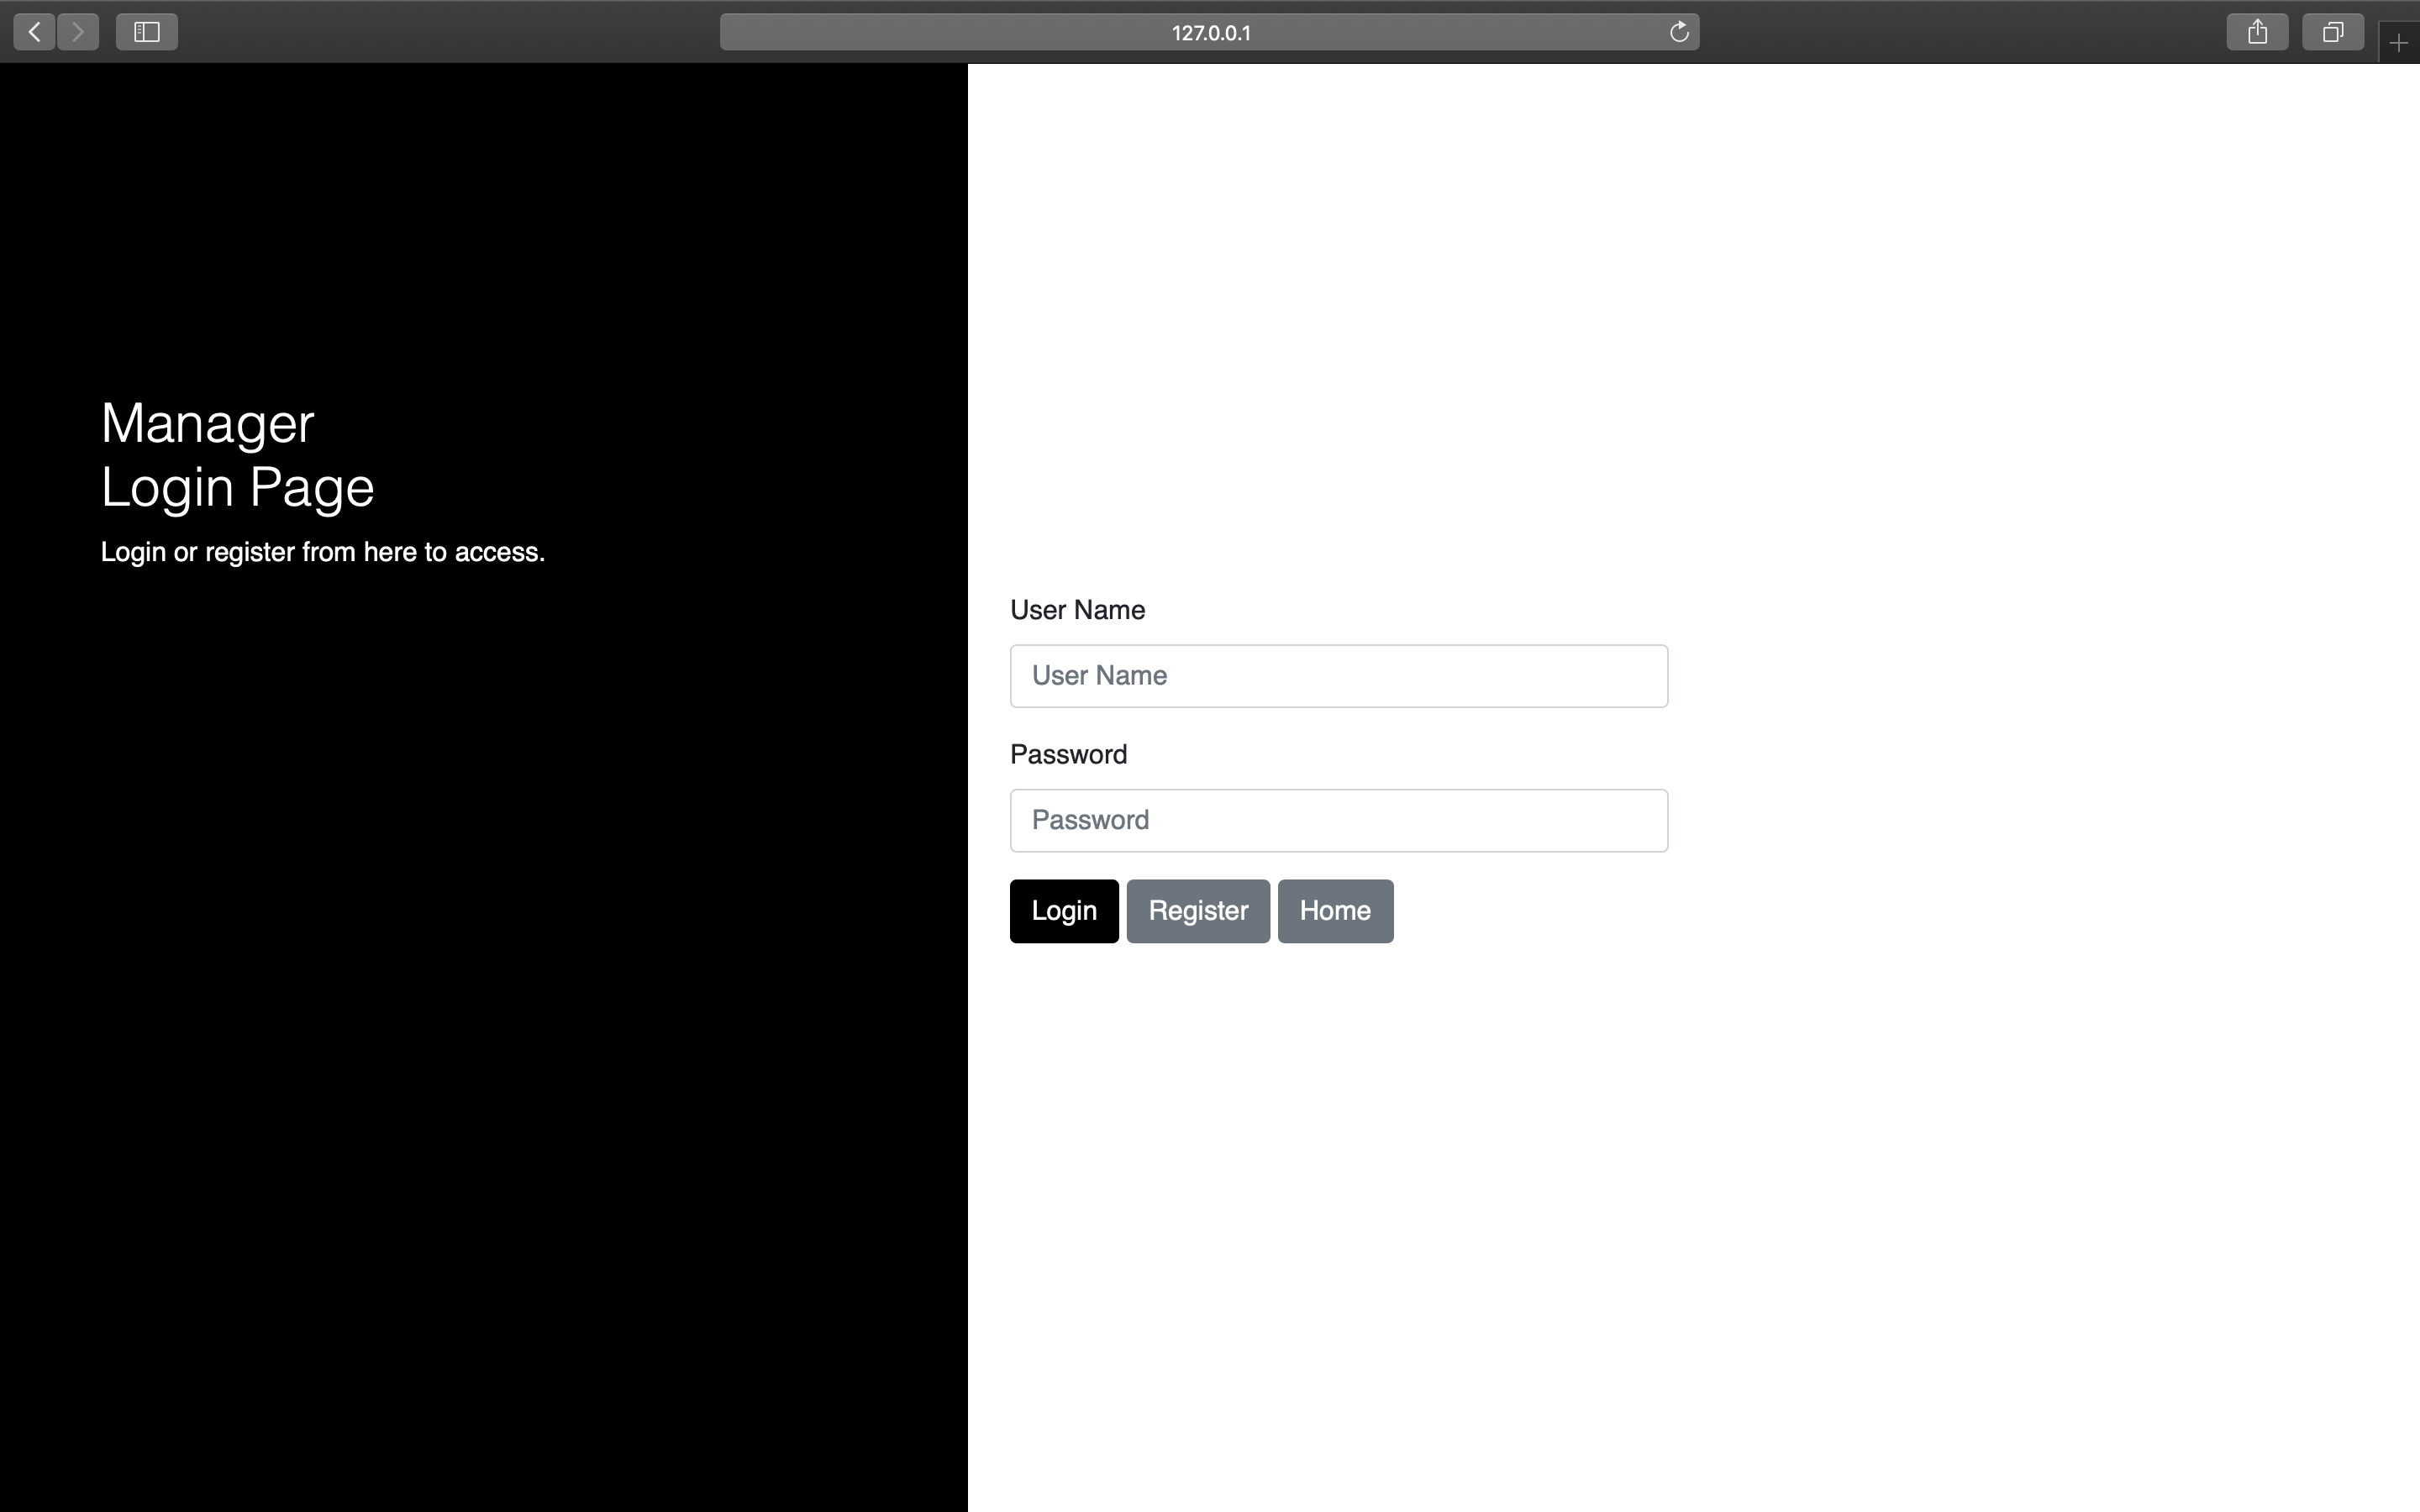 127.0.0.1
Manager
Login Page
Login or register from here to access.
User Name
User Name
Password
Password
Login Register Home